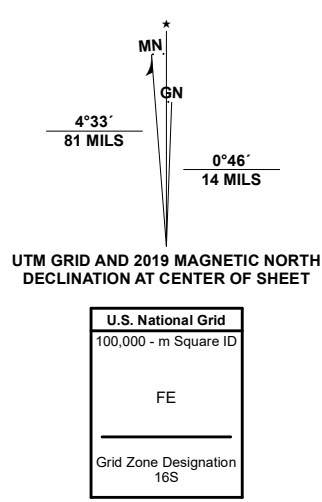 MN
GN
4°33´
81 MILS
0°46´
14 MILS
UTM GRID AND 2019 MAGNETIC NORTH
DECLINATION AT CENTER OF SHEET
U.S. National Grid
100,000 - m Square ID
FE
Grid Zone Designation
16S